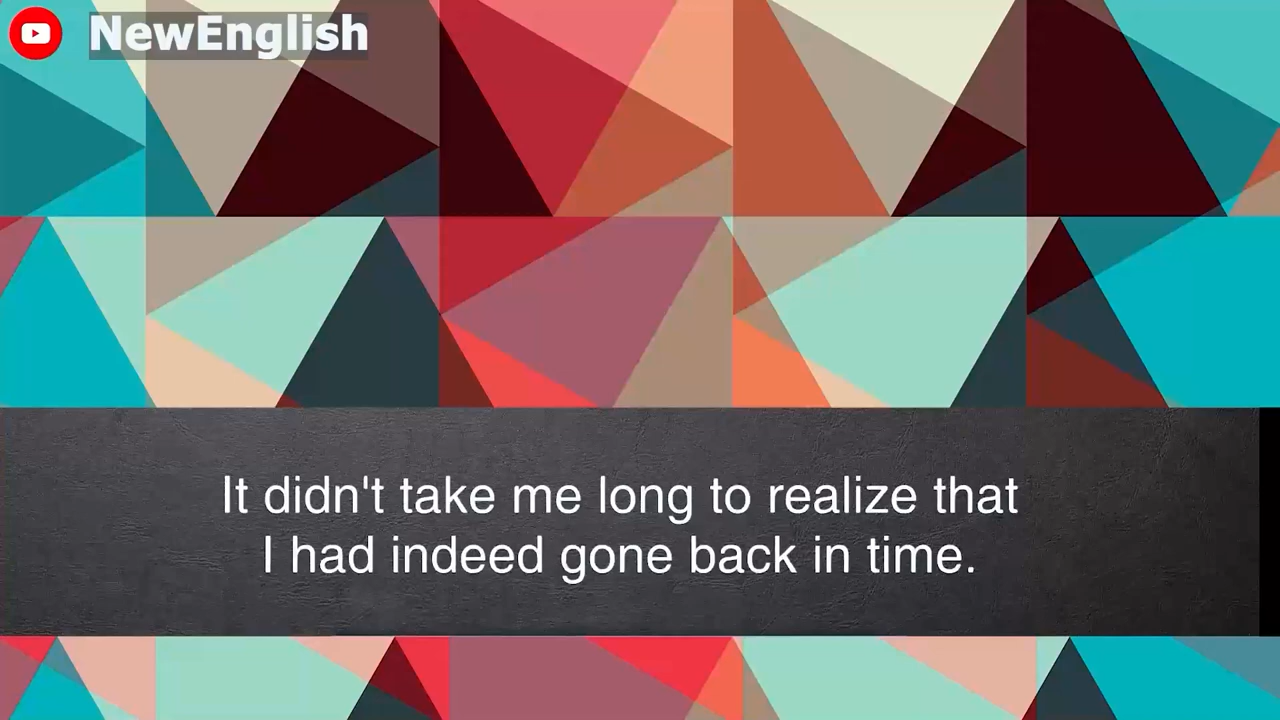 NewEnglish
It didn't take me long to realize that
I had indeed gone back in time.